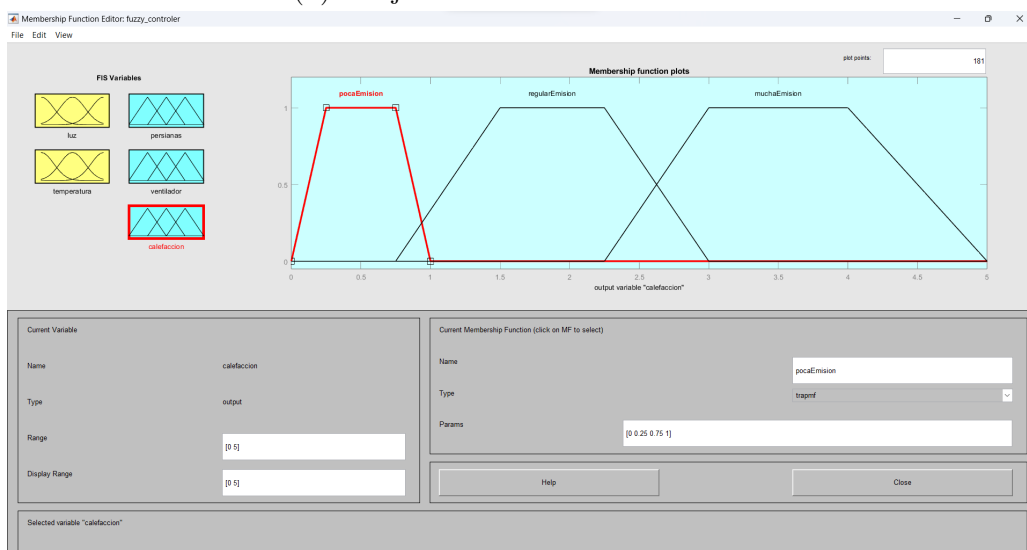 Membership Function Editor: fuzzy_controler
File Edit View
plot points: 181
FIS Variables
Membership function plots
luz persianas
temperatura ventilador
calefaccion
pocaEmision regularEmision muchaEmision
1
0.5
0
0 0.5 1 1.5 2 2.5 3 3.5 4 4.5 5
output variable "calefaccion"
Current Variable
Name calefaccion
Type output
Range [0 5]
Display Range [0 5]
Current Membership Function (click on MF to select)
Name pocaEmision
Type trapmf
Params [0 0.25 0.75 1]
Help Close
Selected variable "calefaccion"